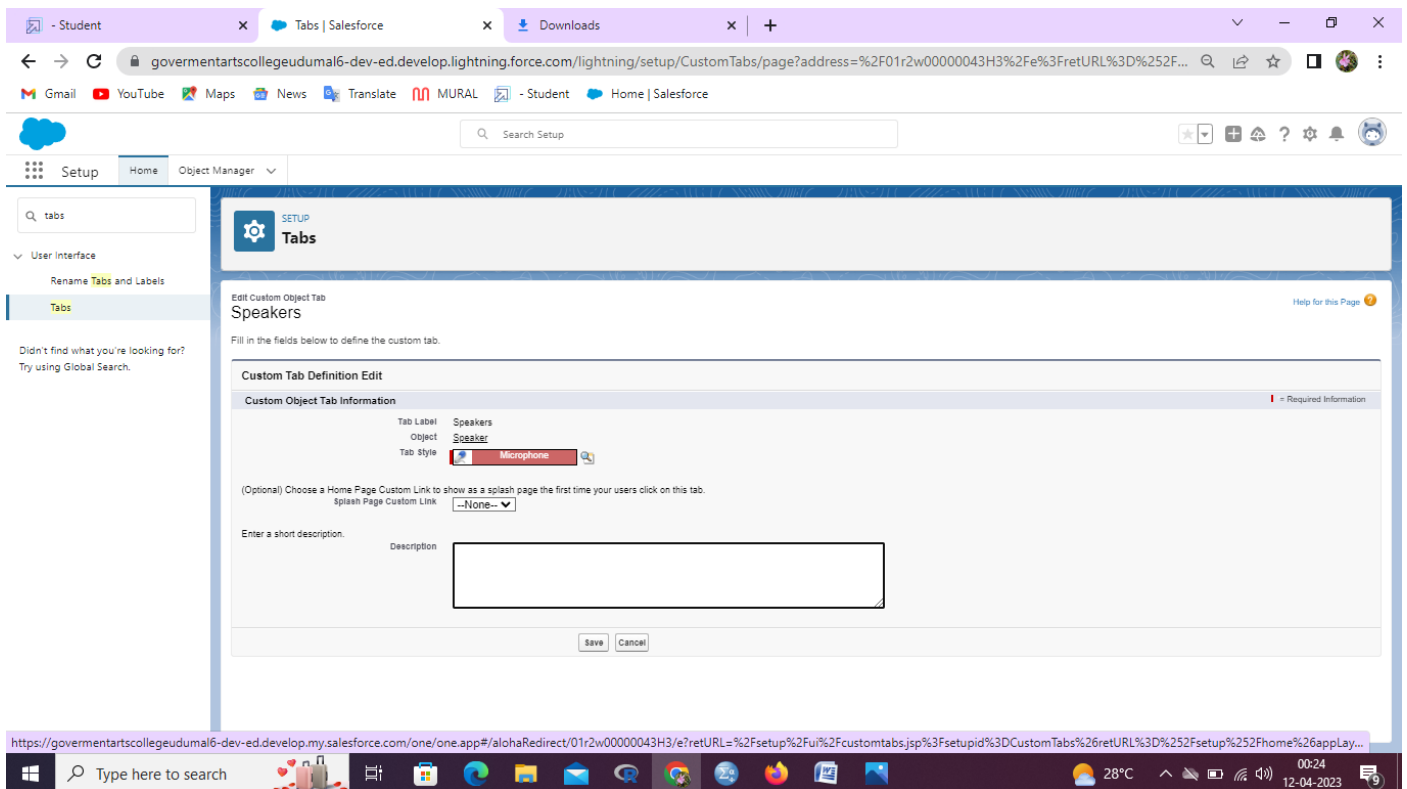 - Student
Tabs | Salesforce
Downloads
govermentartscollegeudumal6-dev-ed.develop.lightning.force.com/lightning/setup/CustomTabs/page?address=%2F01r2w00000043H3%2Fe%3FretURL%3D%252F...
Gmail YouTube Maps News Translate MURAL - Student Home | Salesforce
Search Setup
Setup Home Object Manager
tabs
User Interface
Rename Tabs and Labels
Tabs
Didn't find what you're looking for?
Try using Global Search.
SETUP
Tabs
Edit Custom Object Tab
Speakers
Help for this Page
Fill in the fields below to define the custom tab.
Custom Tab Definition Edit
Custom Object Tab Information
= Required Information
Tab Label Speakers
Object Speaker
Tab Style Microphone
(Optional) Choose a Home Page Custom Link to show as a splash page the first time your users click on this tab.
Splash Page Custom Link --None--
Enter a short description.
Description
Save Cancel
https://govermentartscollegeudumal6-dev-ed.develop.my.salesforce.com/one/one.app#/alohaRedirect/01r2w00000043H3/e?retURL=%2Fsetup%2Fui%2Fcustomtabs.jsp%3Fsetupid%3DCustomTabs%26retURL%3D%252Fsetup%252Fhome%26appLay...
Type here to search
28°C
00:24
12-04-2023
9